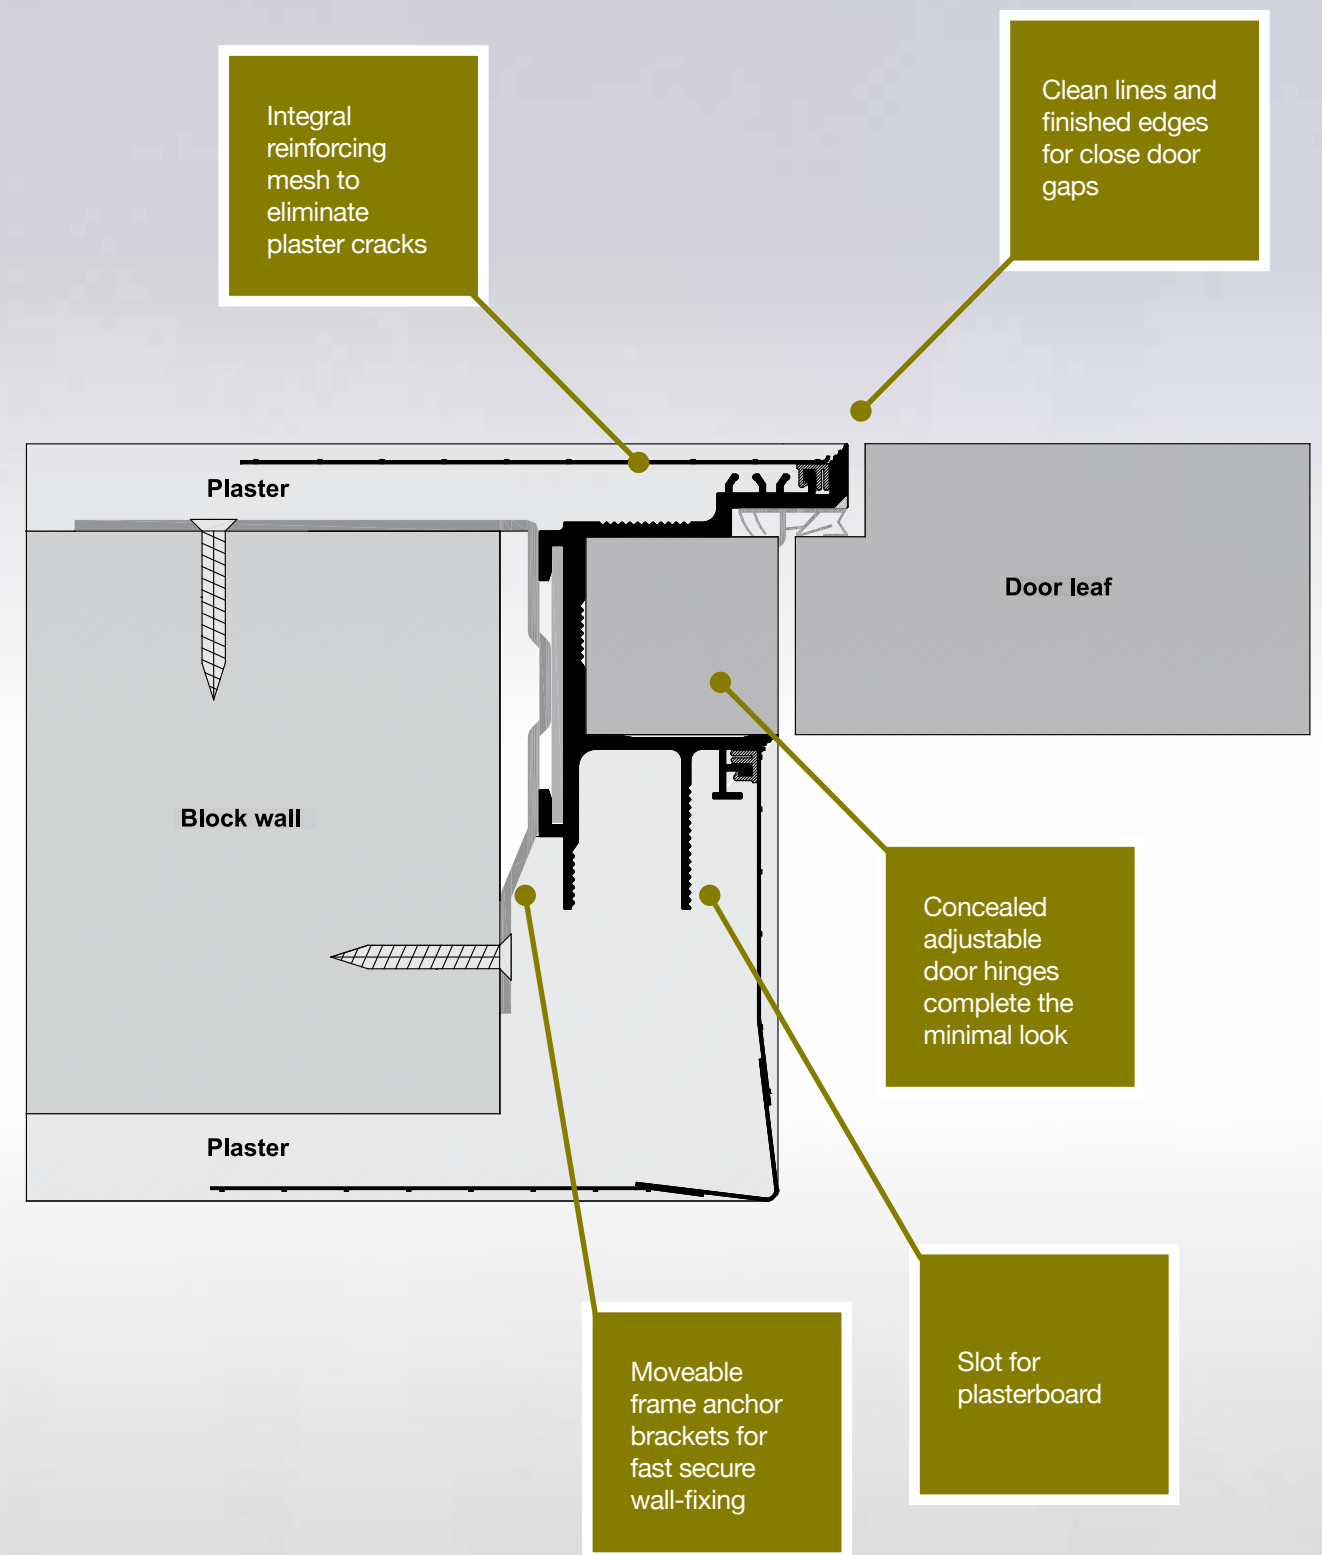 Integral
reinforcing
mesh to
eliminate
plaster cracks
Clean lines and
finished edges
for close door
gaps
Plaster
Door leaf
Block wall
Concealed
adjustable
door hinges
complete the
minimal look
Plaster
Moveable
frame anchor
brackets for
fast secure
wall-fixing
Slot for
plasterboard